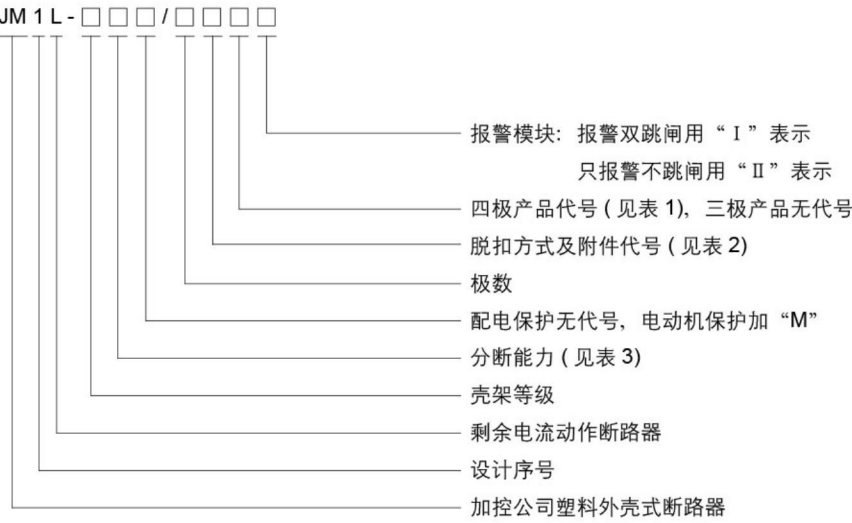 JM1L-□□□/□□□□
报警模块：报警双跳闸用“Ⅰ”表示
只报警不跳闸用“Ⅱ”表示
四极产品代号(见表1)，三极产品无代号
脱扣方式及附件代号(见表2)
极数
配电保护无代号，电动机保护加“M”
分断能力(见表3)
壳架等级
剩余电流动作断路器
设计序号
加控公司塑料外壳式断路器